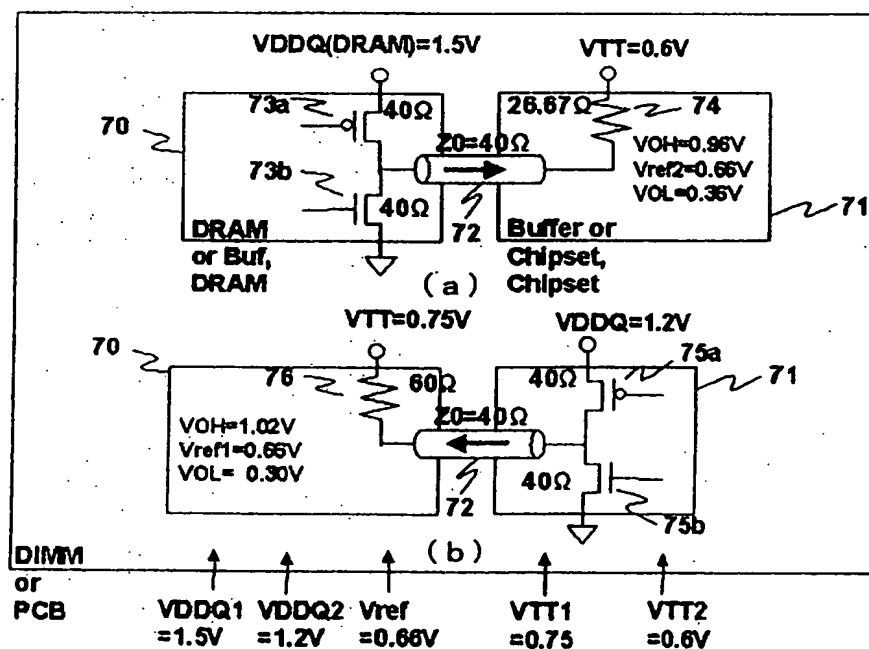 VDDQ(DRAM)=1.5V
VTT=0.6V
70
73a
40Ω
26.67Ω
74
Z0=40Ω
VOH=0.96V
Vref2=0.66V
VOL=0.36V
73b
40Ω
72
71
DRAM
or Buf,
DRAM
Buffer or
Chipset,
Chipset
(a)
VTT=0.75V
VDDQ=1.2V
70
76
60Ω
40Ω
75a
71
Z0=40Ω
VOH=1.02V
Vref1=0.66V
VOL= 0.30V
72
40Ω
75b
(b)
DIMM
or
PCB
VDDQ1
=1.5V
VDDQ2
=1.2V
Vref
=0.66V
VTT1
=0.75
VTT2
=0.6V